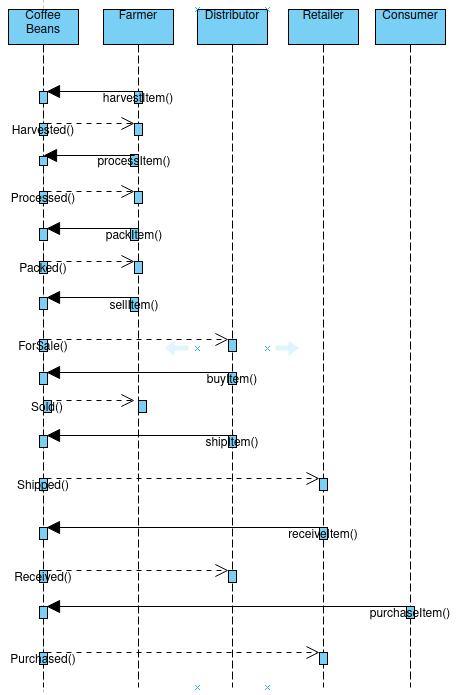 Coffee
Beans
Farmer
Distributor
Retailer
Consumer
harvestItem()
Harvested()
processItem()
Processed()
packItem()
Packed()
sellItem()
ForSale()
buyItem()
Sold()
shipItem()
Shipped()
receiveItem()
Received()
purchaseItem()
Purchased()